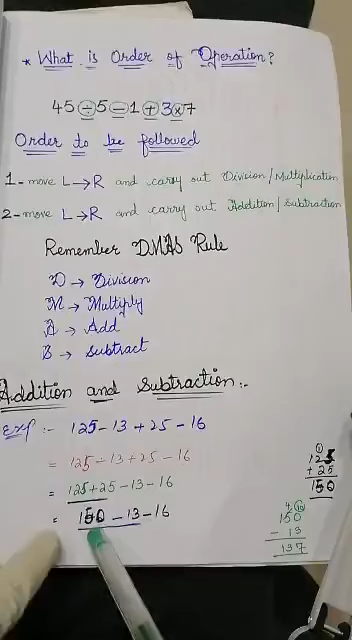 * What is Order of Operation?
45 ÷ 5 - 1 + 3 × 7
Order to be followed
1 - move L → R and carry out Division/Multiplication
2 - move L → R and carry out Addition/Subtraction
Remember DMAS Rule
D → Division
M → Multiply
A → Add
S → Subtract
Addition and Subtraction:-
Exp :- 125 - 13 + 25 - 16
= 125 - 13 + 25 - 16
= 125 + 25 - 13 - 16
= 150 - 13 - 16
1
125
+ 25
150
4 10
150
- 13
137